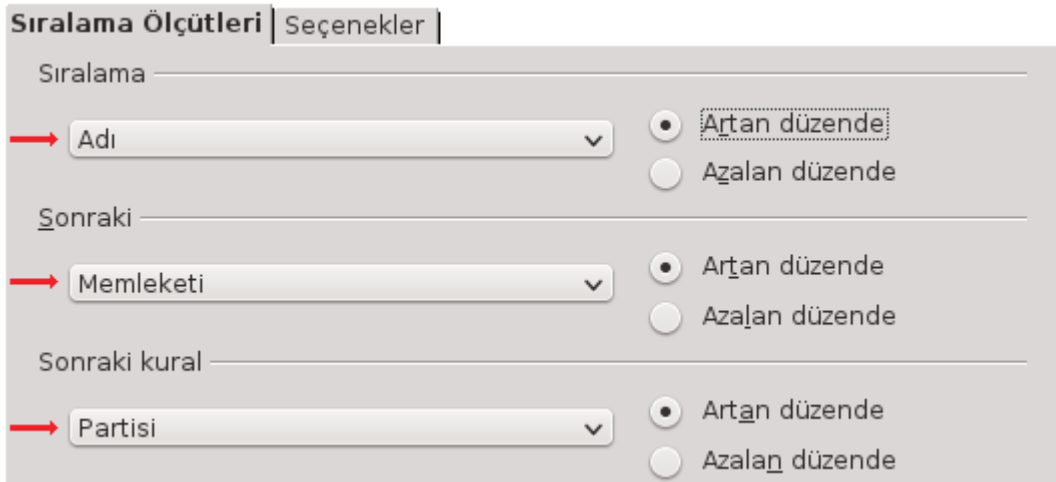 Sıralama Ölçütleri Seçenekler
Sıralama
Adı
Artan düzende
Azalan düzende
Sonraki
Memleketi
Artan düzende
Azalan düzende
Sonraki kural
Partisi
Artan düzende
Azalan düzende